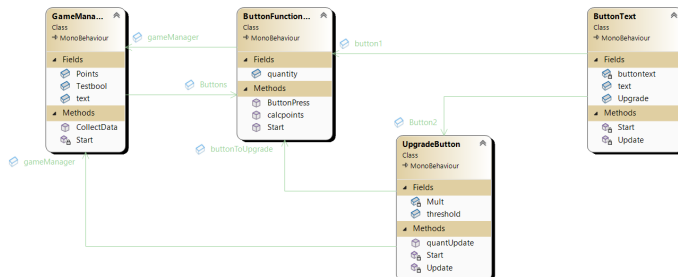 GameMana...
Class
MonoBehaviour
Fields
Points
Testbool
text
Methods
CollectData
Start
gameManager
Buttons
ButtonFunction...
Class
MonoBehaviour
Fields
quantity
Methods
ButtonPress
calcpoints
Start
button1
ButtonText
Class
MonoBehaviour
Fields
buttontext
text
Upgrade
Methods
Start
Update
Button2
buttonToUpgrade
gameManager
UpgradeButton
Class
MonoBehaviour
Fields
Mult
threshold
Methods
quantUpdate
Start
Update